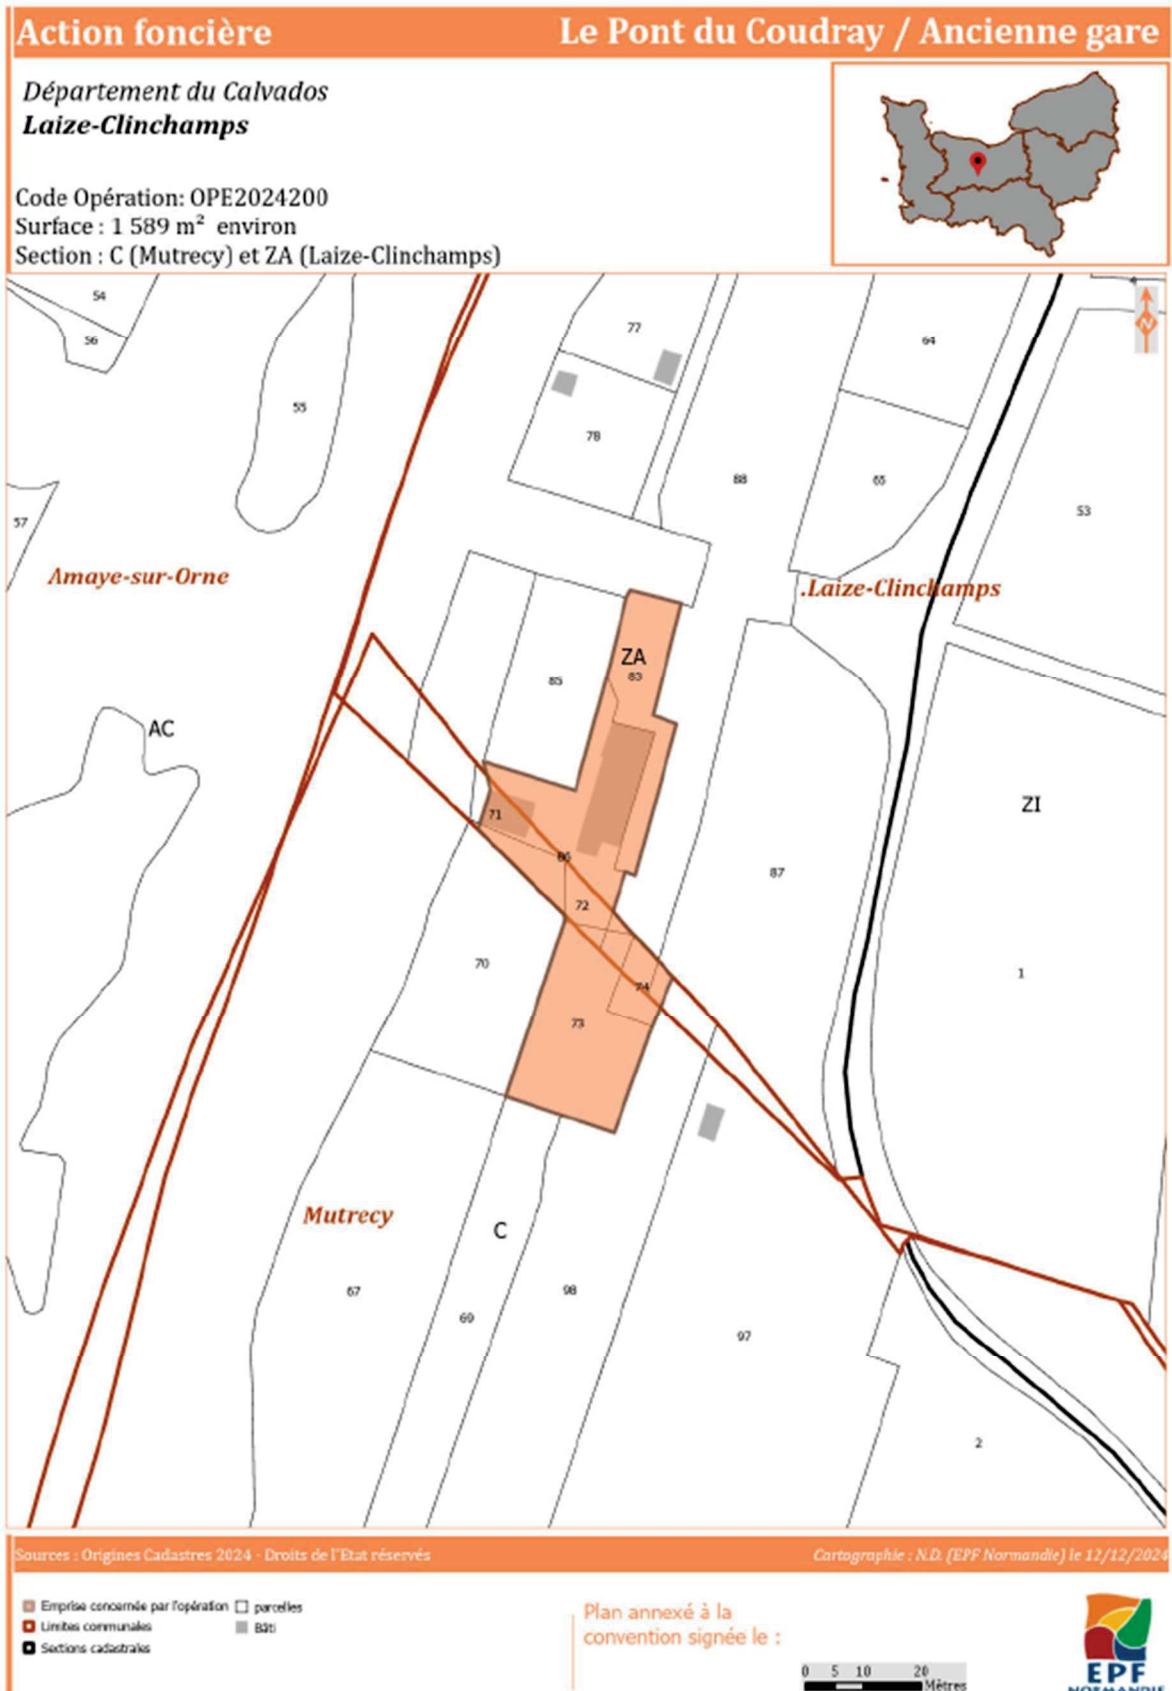 Action foncière
Le Pont du Coudray / Ancienne gare
Département du Calvados
Laize-Clinchamps
Code Opération: OPE2024200
Surface : 1 589 m² environ
Section : C (Mutrecy) et ZA (Laize-Clinchamps)
54
77
64
N
56
55
78
88
65
57
53
Amaye-sur-Orne
.Laize-Clinchamps
ZA
83
85
AC
ZI
71
86
87
72
70
1
74
73
Mutrecy
C
67
98
69
97
2
Sources : Origines Cadastres 2024 - Droits de l'Etat réservés
Cartographie : N.D. (EPF Normandie) le 12/12/2024
Emprise concernée par l'opération
parcelles
Limites communales
Bâti
Sections cadastrales
Plan annexé à la
convention signée le :
0 5 10 20
Mètres
EPF
NORMANDIE